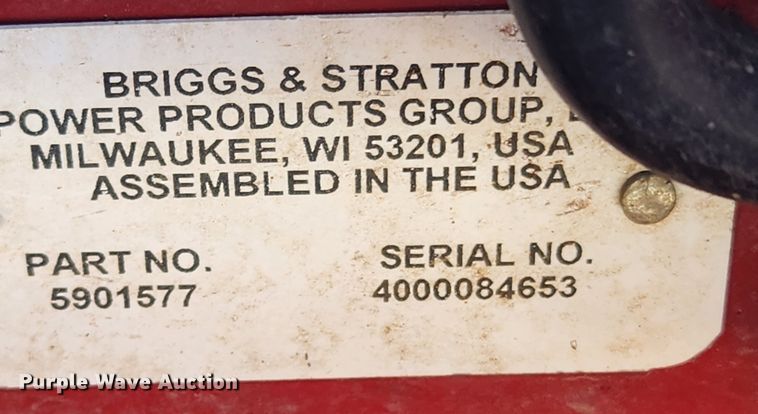 BRIGGS & STRATTON
POWER PRODUCTS GROUP,
MILWAUKEE, WI 53201, USA
ASSEMBLED IN THE USA
PART NO.
5901577
SERIAL NO.
4000084653
Purple Wave Auction